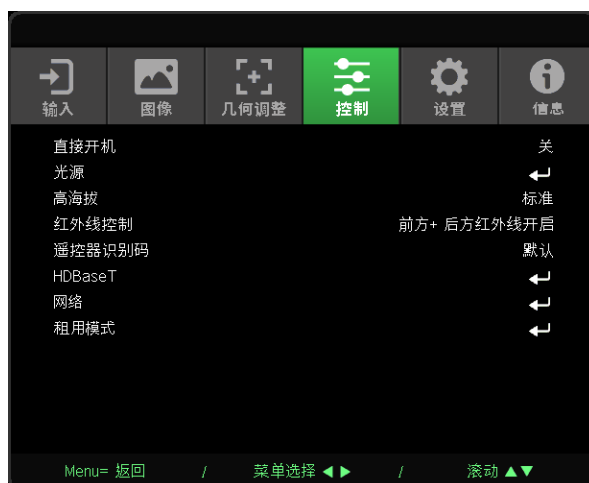 输入 图像 几何调整 控制 设置 信息
直接开机 关
光源
高海拔 标准
红外线控制 前方+ 后方红外线开启
遥控器识别码 默认
HDBaseT
网络
租用模式
Menu= 返回 / 菜单选择 ◀ ▶ / 滚动 ▲▼